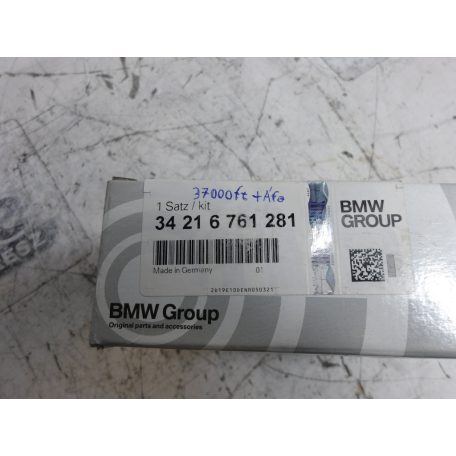 37000ft + Áfa
1 Satz / kit
34 21 6 761 281
Made in Germany 01
BMW
GROUP
BMW Group
Original parts and accessories